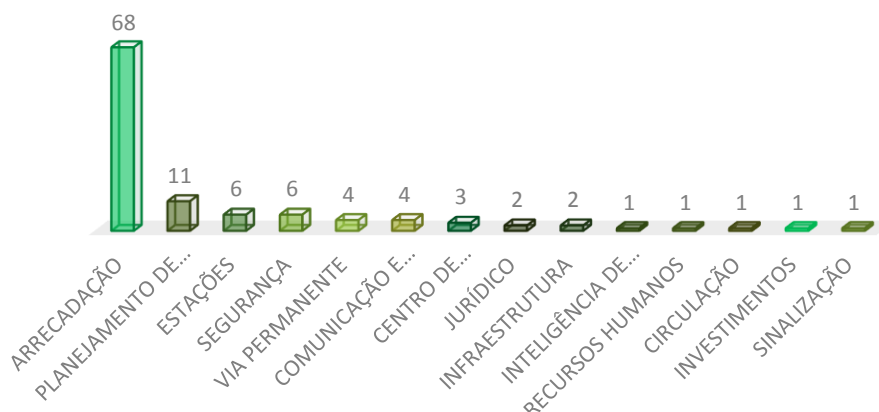 68
11
6
6
4
4
3
2
2
1
1
1
1
1
ARRECADAÇÃO
PLANEJAMENTO DE...
ESTAÇÕES
SEGURANÇA
VIA PERMANENTE
COMUNICAÇÃO E...
CENTRO DE...
JURÍDICO
INFRAESTRUTURA
INTELIGÊNCIA DE...
RECURSOS HUMANOS
CIRCULAÇÃO
INVESTIMENTOS
SINALIZAÇÃO